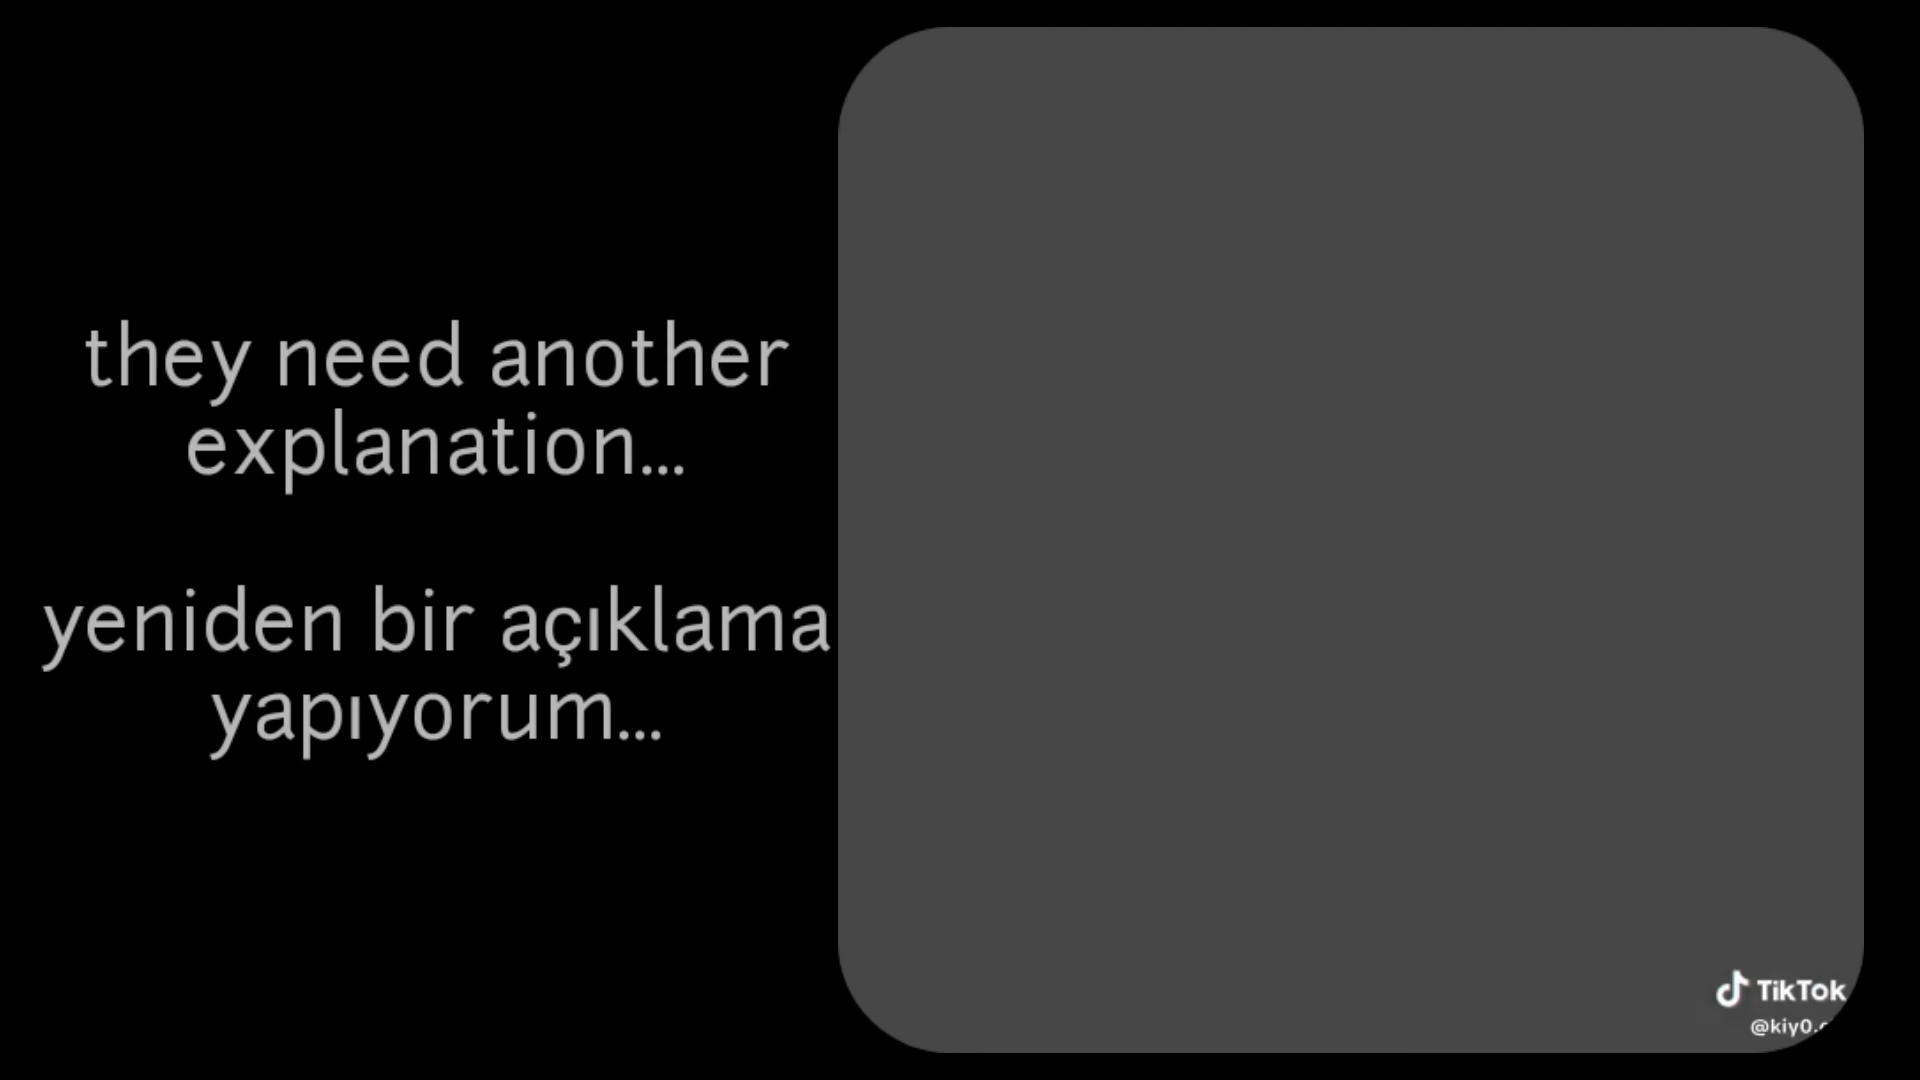 they need another
explanation...
yeniden bir açıklama
yapıyorum...
TikTok